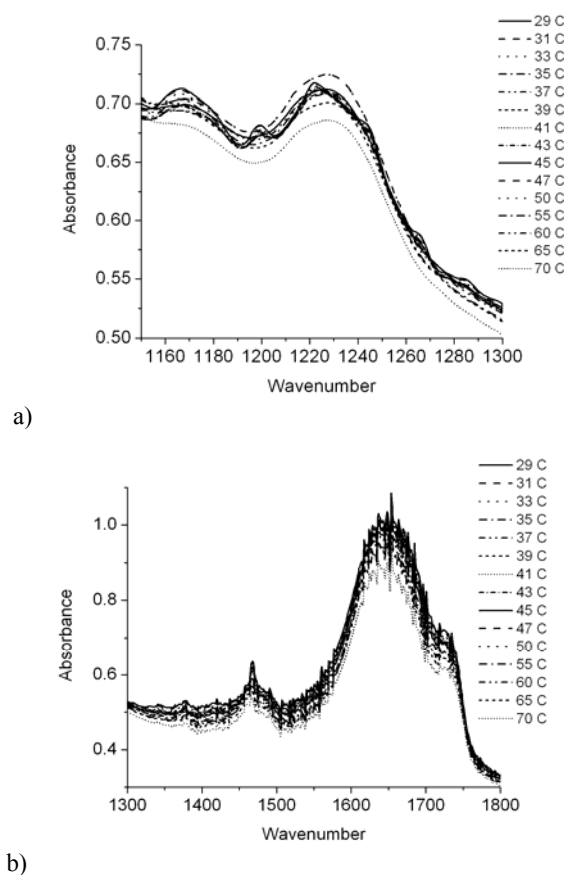 0.75
0.70
0.65
0.60
0.55
0.50
Absorbance
1160 1180 1200 1220 1240 1260 1280 1300
Wavenumber
29 C
31 C
33 C
35 C
37 C
39 C
41 C
43 C
45 C
47 C
50 C
55 C
60 C
65 C
70 C
a)
1.0
0.8
0.6
0.4
Absorbance
1300 1400 1500 1600 1700 1800
Wavenumber
29 C
31 C
33 C
35 C
37 C
39 C
41 C
43 C
45 C
47 C
50 C
55 C
60 C
65 C
70 C
b)